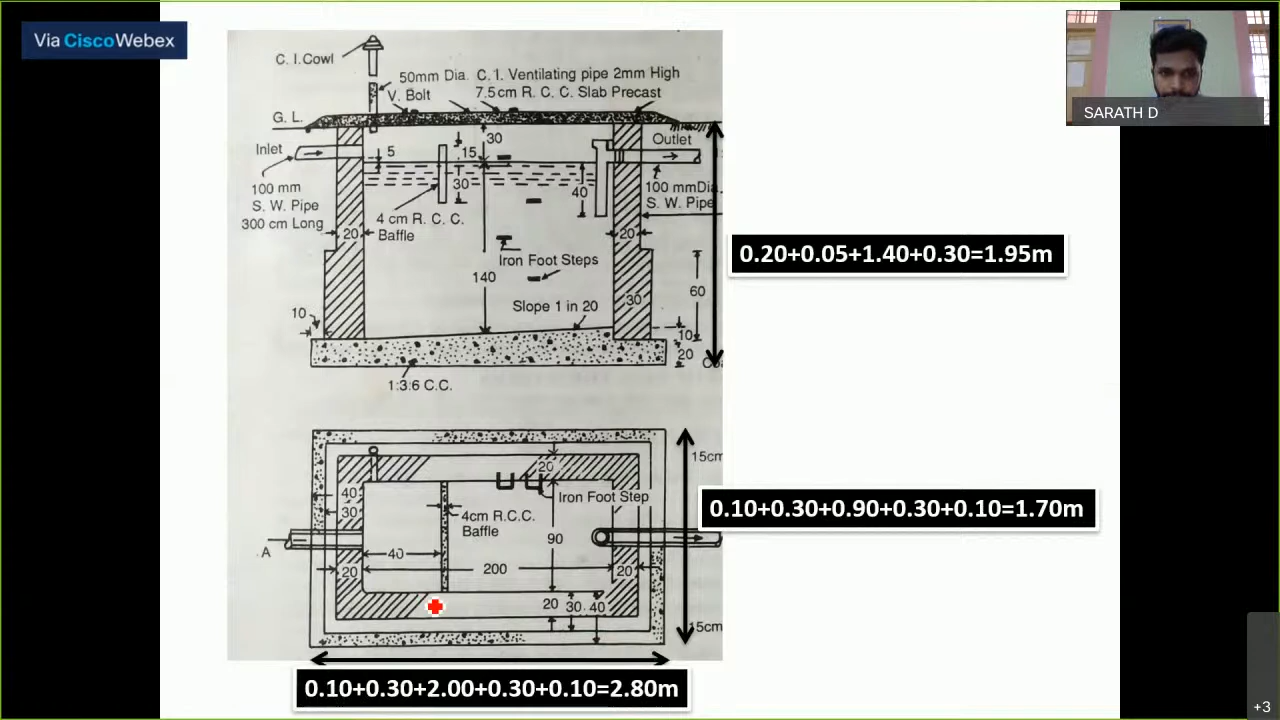 Via CiscoWebex
SARATH D
C. I. Cowl
50mm Dia. C. 1. Ventilating pipe 2mm High
V. Bolt 7.5cm R. C. C. Slab Precast
G. L.
30
Inlet
5
15
Outlet
30
40
100 mm
S. W. Pipe
300 cm Long
100 mmDia.
S. W. Pipe
4 cm R. C. C.
Baffle
20
20
Iron Foot Steps
0.20+0.05+1.40+0.30=1.95m
140
60
30
Slope 1 in 20
10
10
20
1:3:6 C.C.
15cm
20
40
30
Iron Foot Step
4cm R.C.C.
Baffle
0.10+0.30+0.90+0.30+0.10=1.70m
A
90
40
20
200
20
20 30 40
15cm
0.10+0.30+2.00+0.30+0.10=2.80m
+3